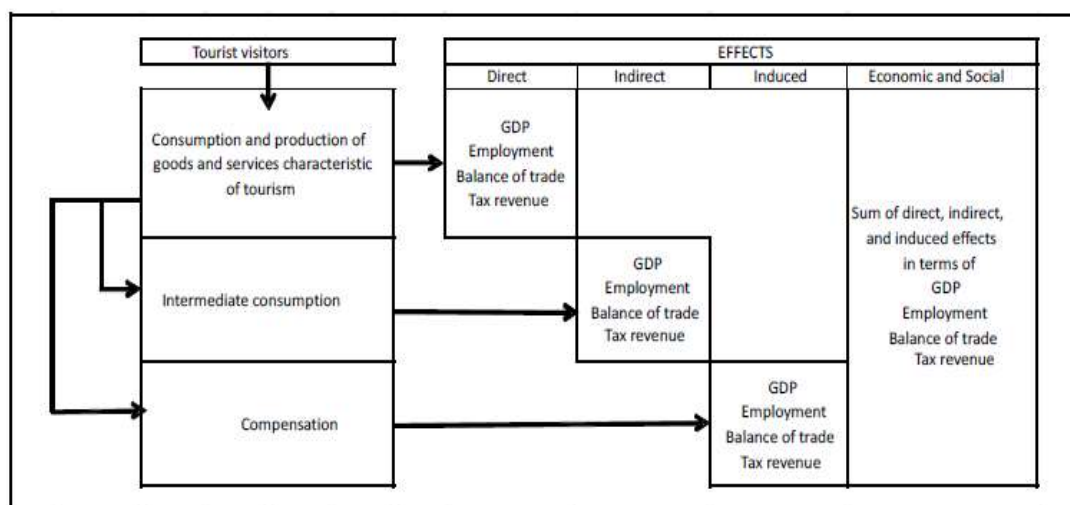 Tourist visitors
EFFECTS
Direct
Indirect
Induced
Economic and Social
Consumption and production of
goods and services characteristic
of tourism
GDP
Employment
Balance of trade
Tax revenue
Sum of direct, indirect,
and induced effects
in terms of
GDP
Employment
Balance of trade
Tax revenue
Intermediate consumption
GDP
Employment
Balance of trade
Tax revenue
Compensation
GDP
Employment
Balance of trade
Tax revenue